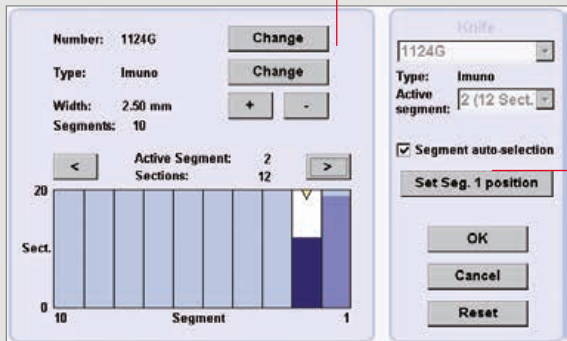 Number: 1124G Change
Type: Imuno Change
Width: 2.50 mm + -
Segments: 10
< Active Segment: 2 >
Sections: 12
20
Sect.
0
10 Segment 1
Knife
1124G
Type: Imuno
Active segment: 2 (12 Sect.
Segment auto-selection
Set Seg. 1 position
OK
Cancel
Reset